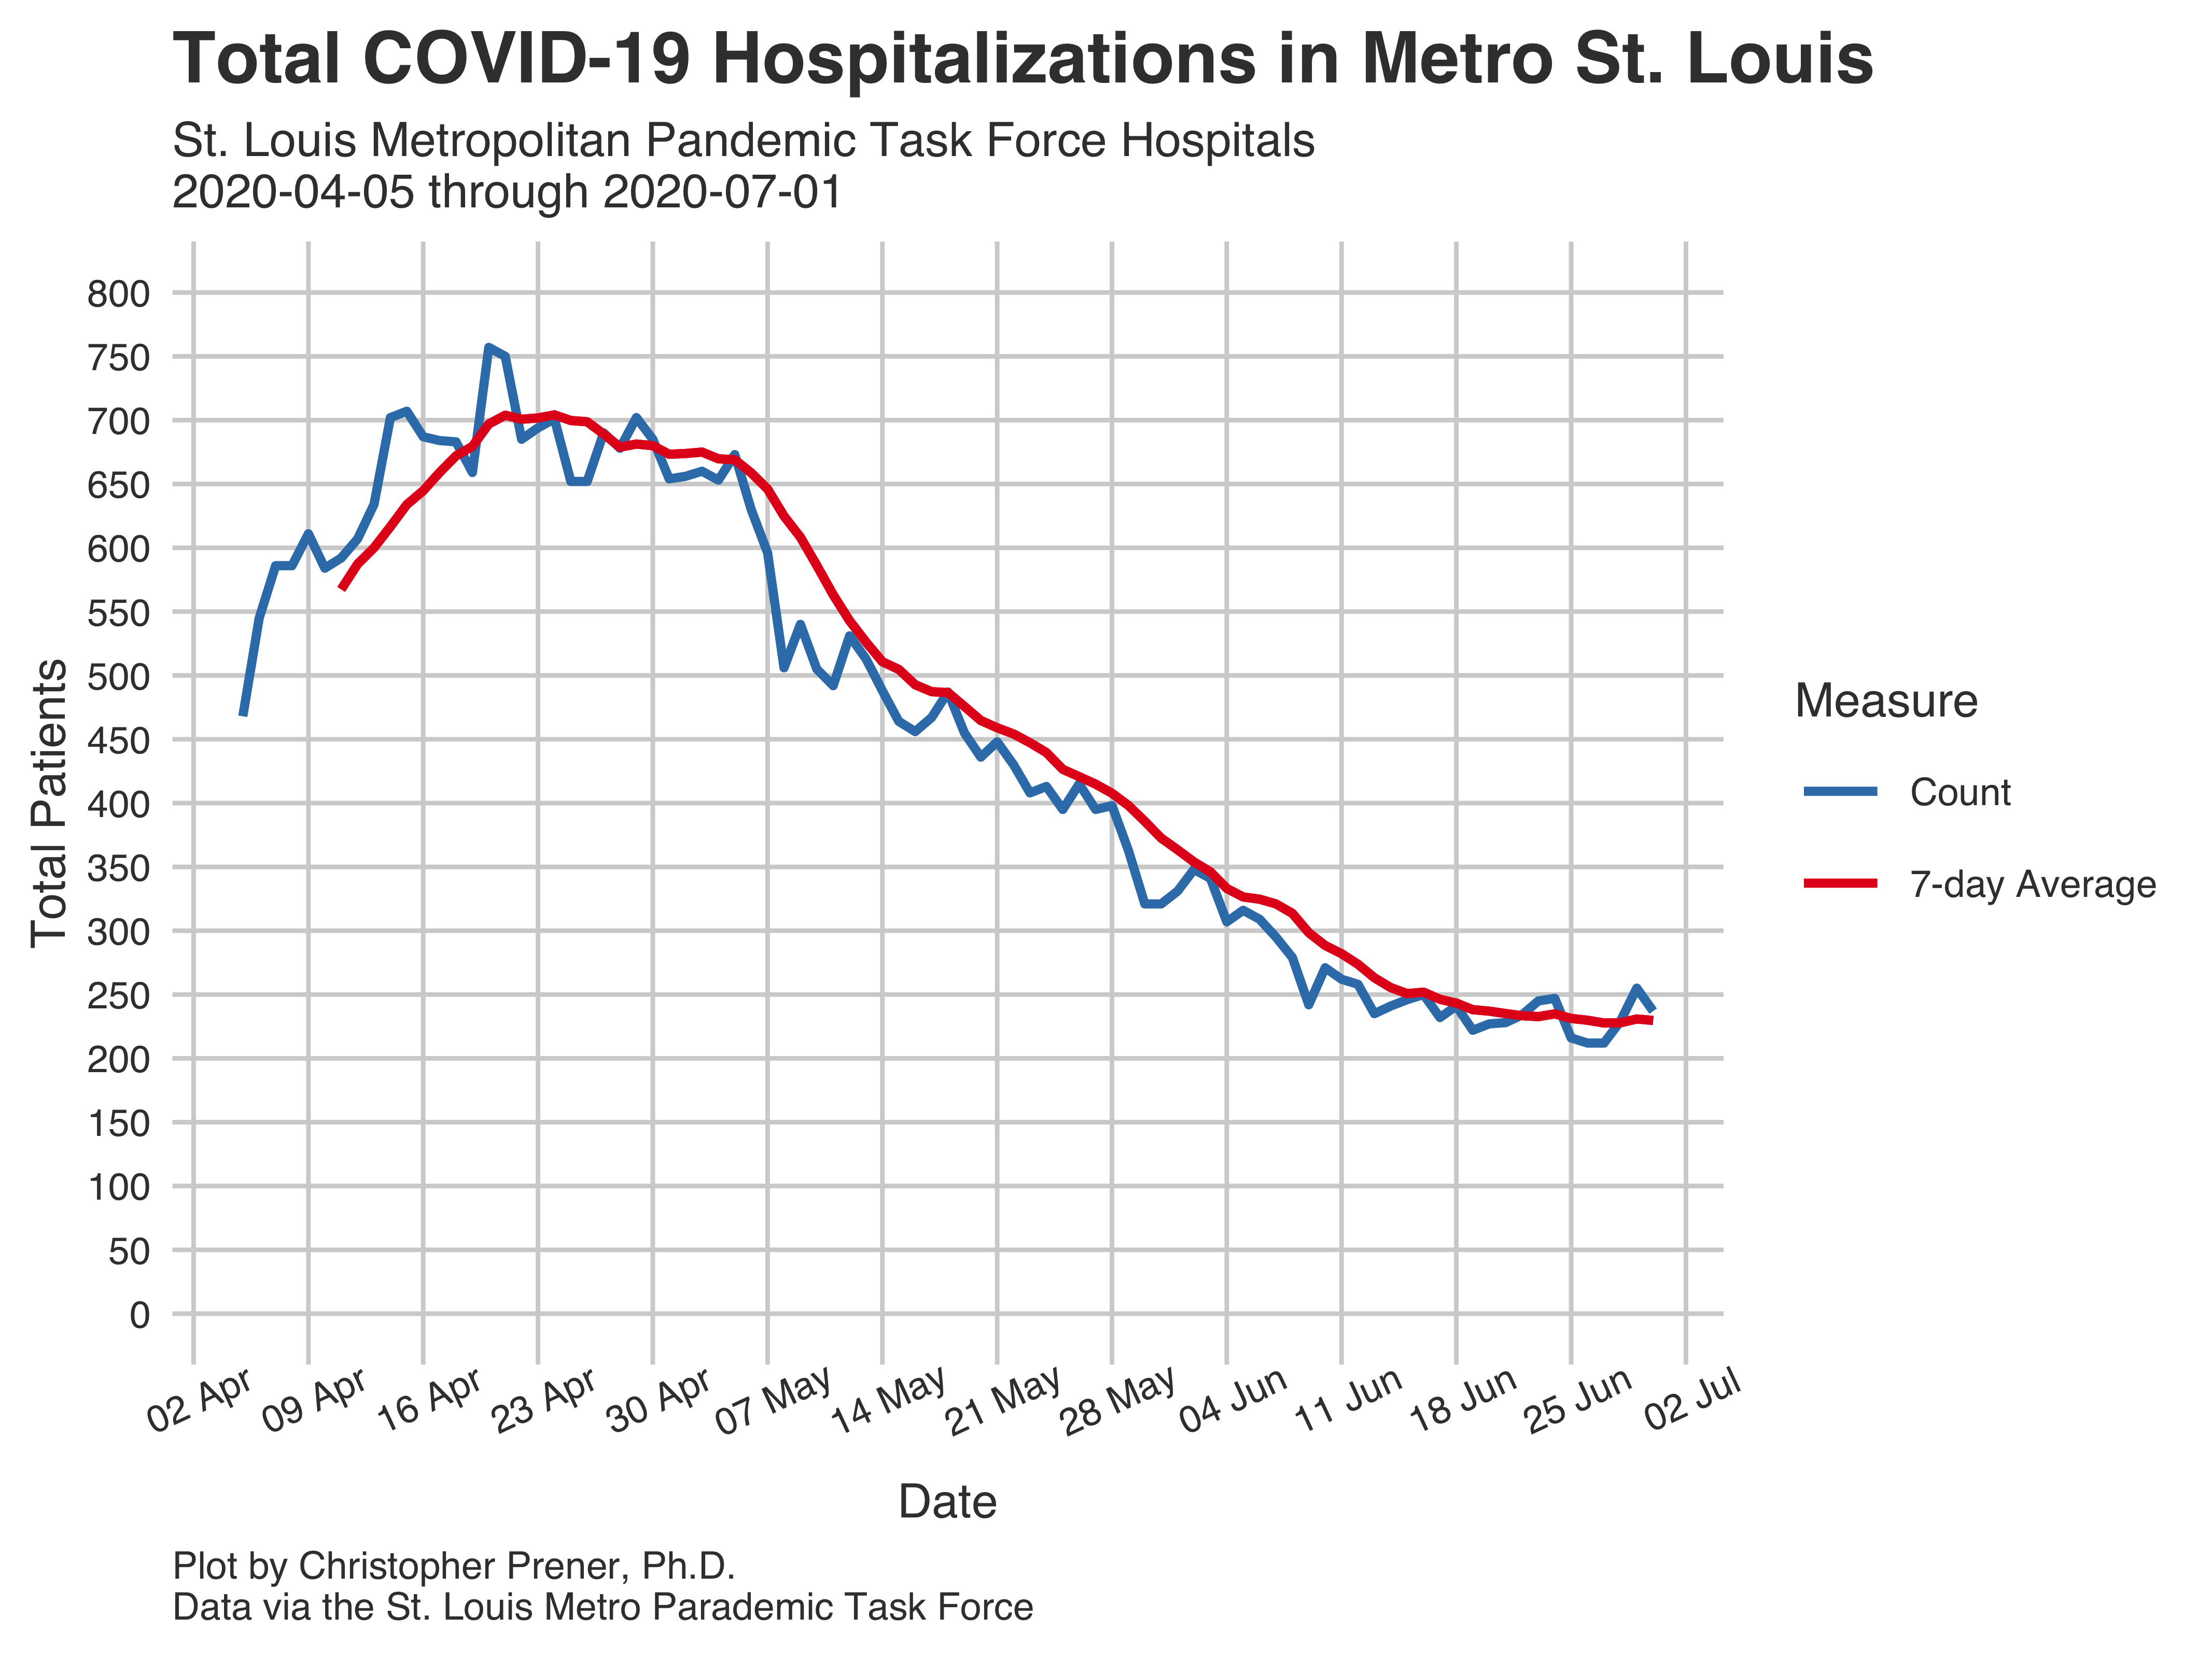 Total COVID-19 Hospitalizations in Metro St. Louis
St. Louis Metropolitan Pandemic Task Force Hospitals
2020-04-05 through 2020-07-01
800
750
700
650
600
550
500
450
400
350
300
250
200
150
100
50
0
Total Patients
02 Apr
09 Apr
16 Apr
23 Apr
30 Apr
07 May
14 May
21 May
28 May
04 Jun
11 Jun
18 Jun
25 Jun
02 Jul
Date
Measure
Count
7-day Average
Plot by Christopher Prener, Ph.D.
Data via the St. Louis Metro Parademic Task Force